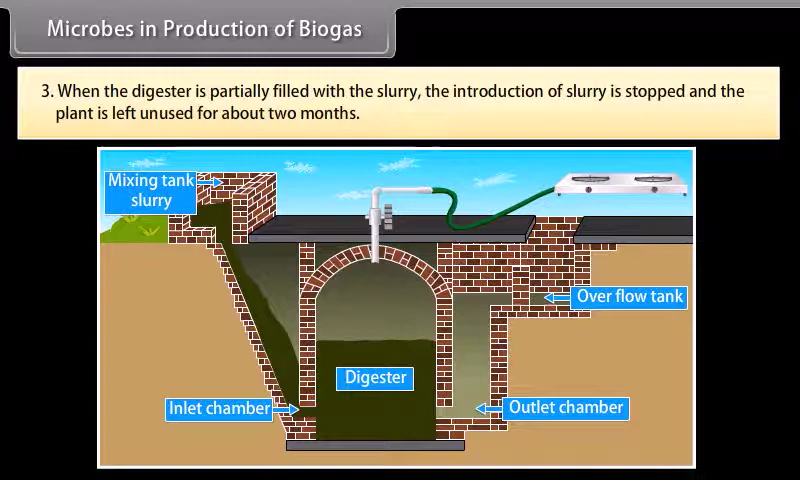 Microbes in Production of Biogas
3. When the digester is partially filled with the slurry, the introduction of slurry is stopped and the
plant is left unused for about two months.
Mixing tank
slurry
Over flow tank
Digester
Inlet chamber
Outlet chamber